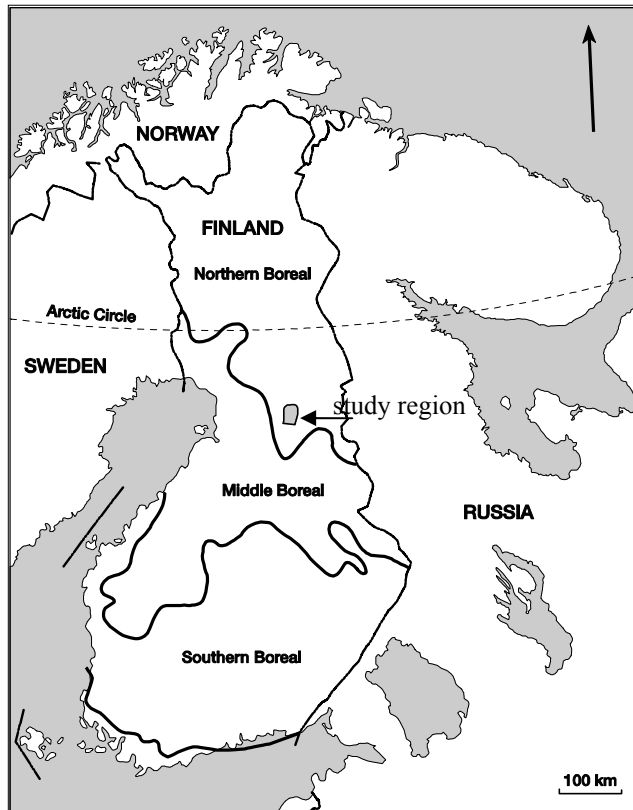 NORWAY
FINLAND
Northern Boreal
Arctic Circle
SWEDEN
study region
Middle Boreal
RUSSIA
Southern Boreal
100 km